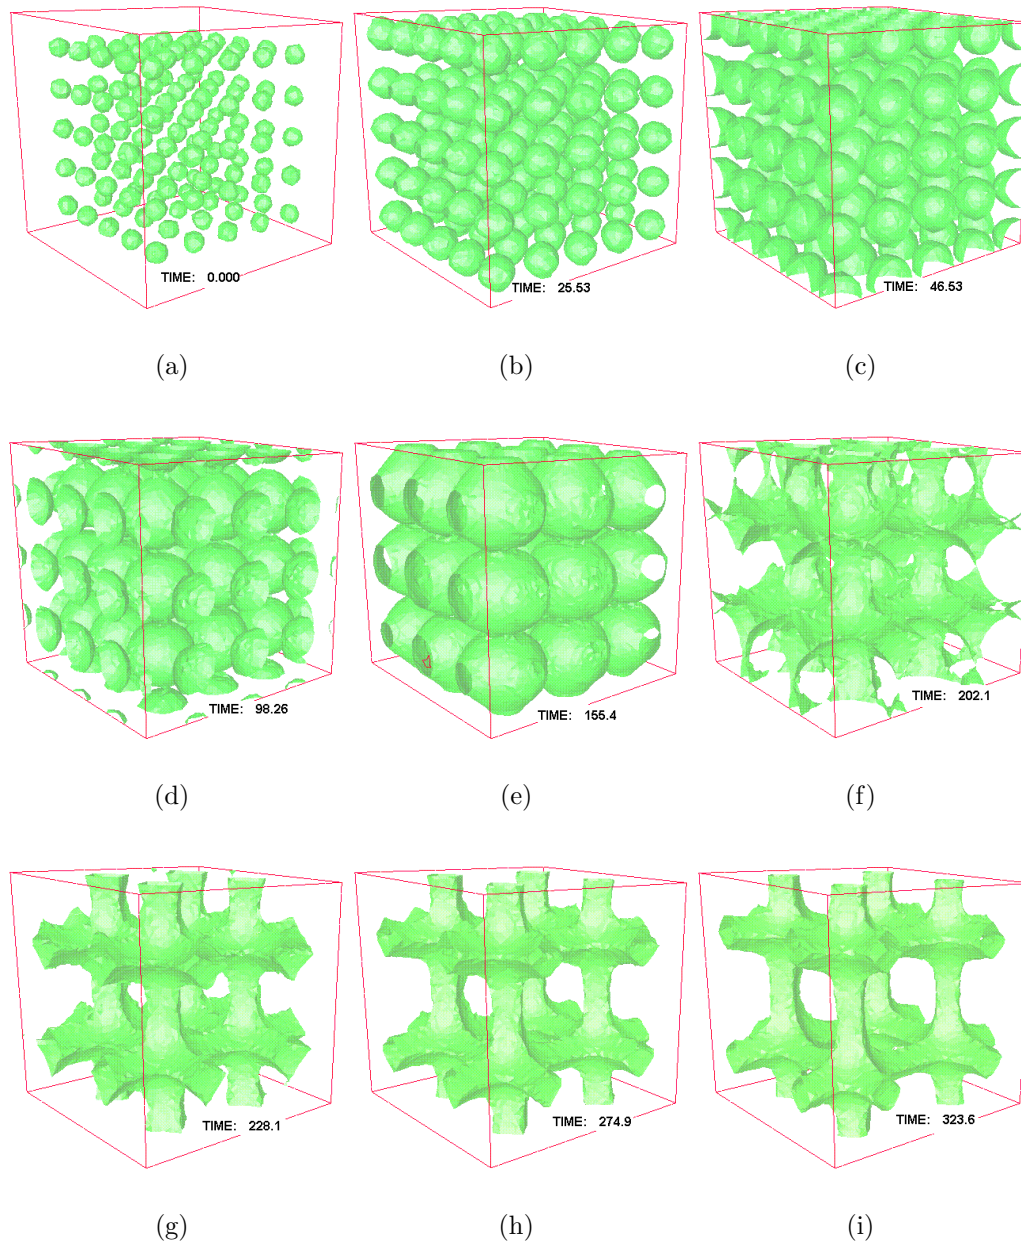 TIME: 0.000
TIME: 25.53
TIME: 46.53
(a)
(b)
(c)
TIME: 98.26
TIME: 155.4
TIME: 202.1
(d)
(e)
(f)
TIME: 228.1
TIME: 274.9
TIME: 323.6
(g)
(h)
(i)